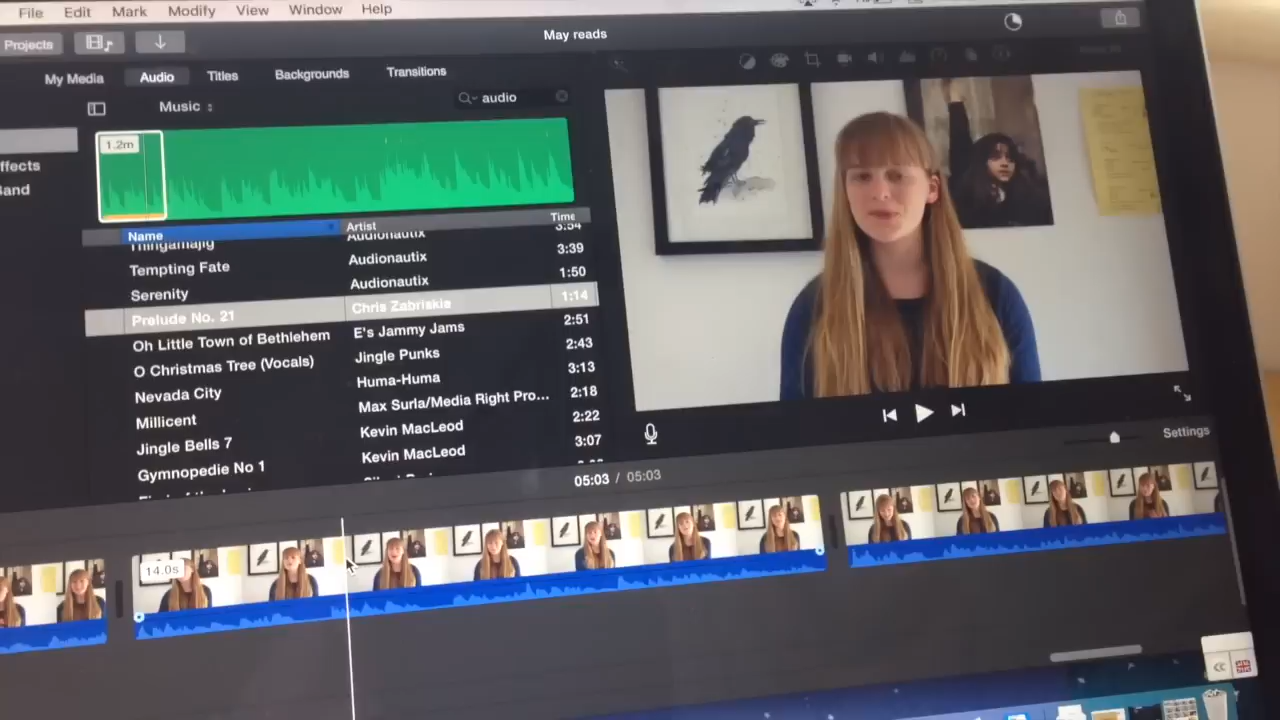 File Edit Mark Modify View Window Help
Projects
May reads
My Media Audio Titles Backgrounds Transitions
Music
audio
1.2m
ffects
Band
Name Artist Time
Thingamajig Audionautix 3:54
Tempting Fate Audionautix 3:39
Serenity Audionautix 1:50
Prelude No. 21 Chris Zabriskie 1:14
Oh Little Town of Bethlehem E's Jammy Jams 2:51
O Christmas Tree (Vocals) Jingle Punks 2:43
Nevada City Huma-Huma 3:13
Millicent Max Surla/Media Right Pro... 2:18
Jingle Bells 7 Kevin MacLeod 2:22
Gymnopedie No 1 Kevin MacLeod 3:07
05:03 / 05:03
Settings
14.0s